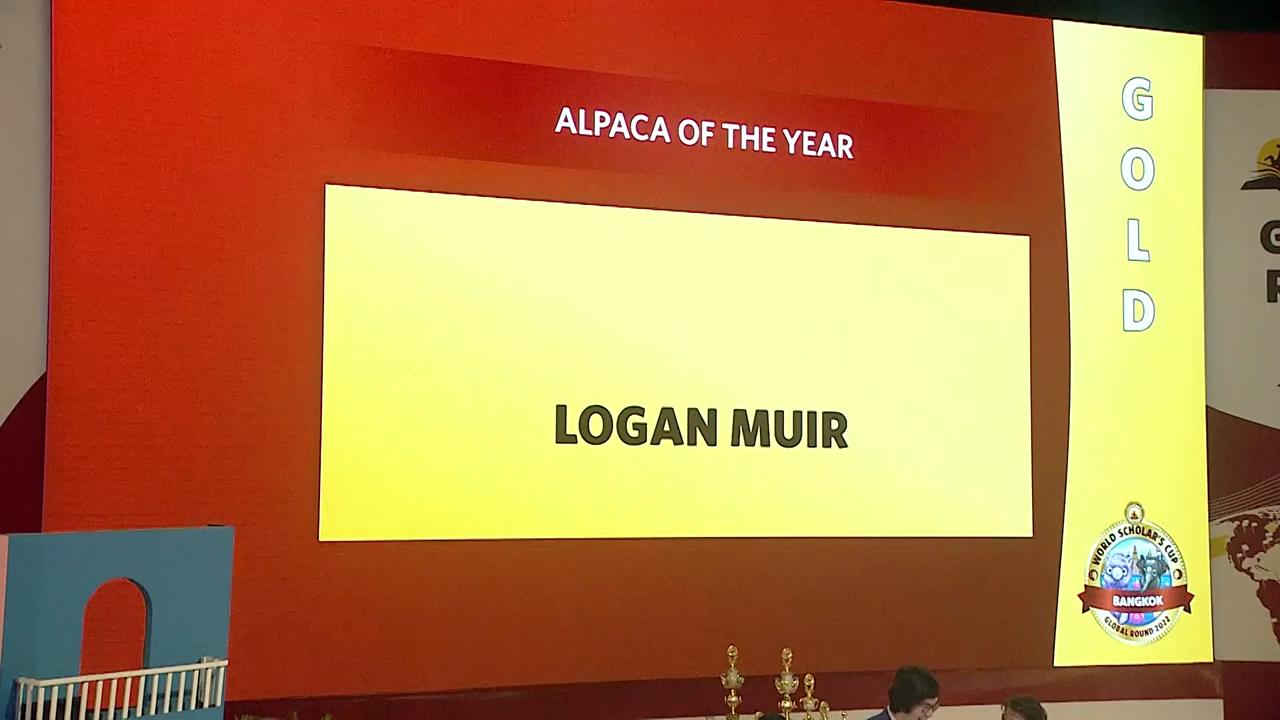 ALPACA OF THE YEAR
LOGAN MUIR
GOLD
WORLD SCHOLAR'S CUP
BANGKOK
GLOBAL ROUND 2022
G